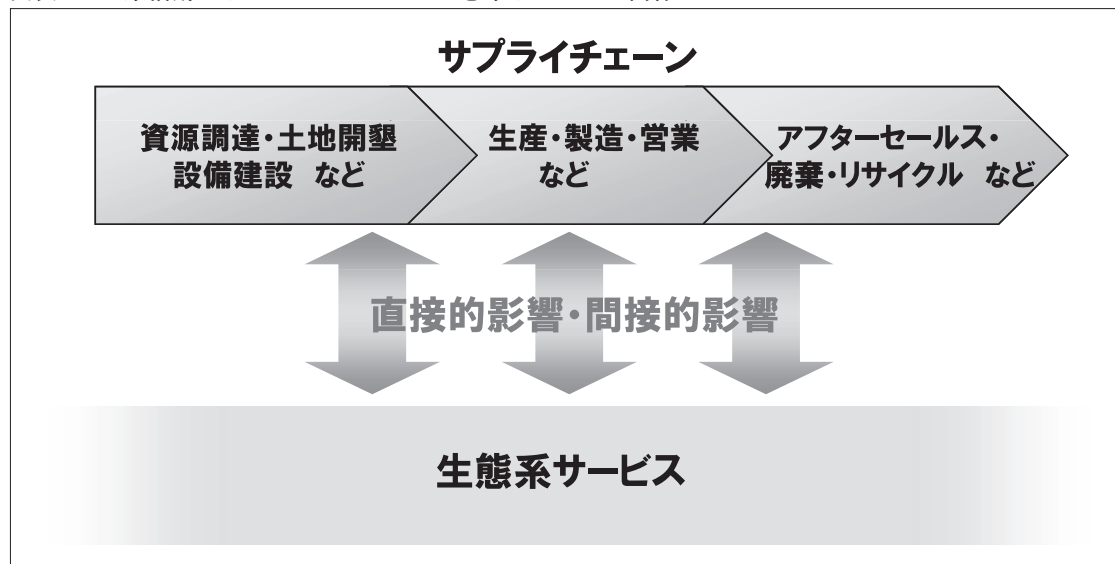 サプライチェーン
資源調達・土地開墾
設備建設 など
生産・製造・営業
など
アフターセールス・
廃棄・リサイクル など
直接的影響・間接的影響
生態系サービス